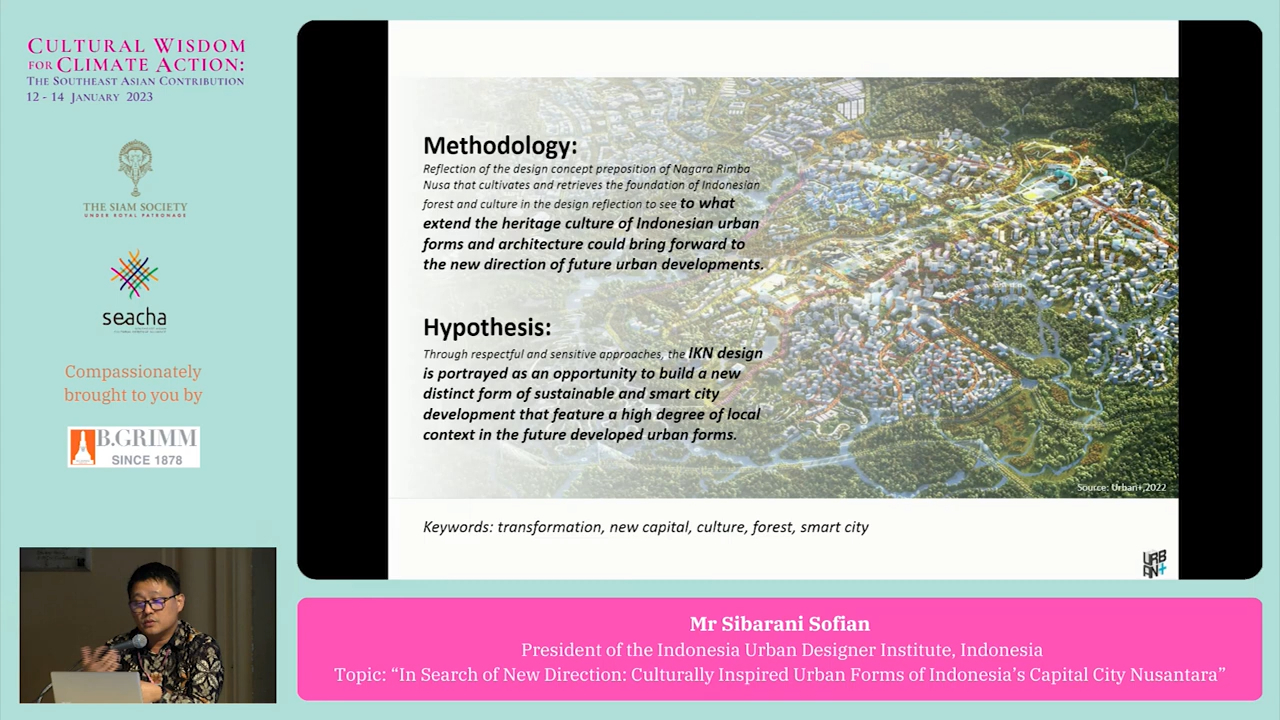 CULTURAL WISDOM
FOR CLIMATE ACTION:
THE SOUTHEAST ASIAN CONTRIBUTION
12 - 14 JANUARY 2023
THE SIAM SOCIETY
UNDER ROYAL PATRONAGE
seacha
Compassionately
brought to you by
B.GRIMM
SINCE 1878
Methodology:
Reflection of the design concept preposition of Nagara Rimba
Nusa that cultivates and retrieves the foundation of Indonesian
forest and culture in the design reflection to see to what
extend the heritage culture of Indonesian urban
forms and architecture could bring forward to
the new direction of future urban developments.
Hypothesis:
Through respectful and sensitive approaches, the IKN design
is portrayed as an opportunity to build a new
distinct form of sustainable and smart city
development that feature a high degree of local
context in the future developed urban forms.
Source: Urban+,2022
Keywords: transformation, new capital, culture, forest, smart city
URB
AN+
Mr Sibarani Sofian
President of the Indonesia Urban Designer Institute, Indonesia
Topic: “In Search of New Direction: Culturally Inspired Urban Forms of Indonesia’s Capital City Nusantara”